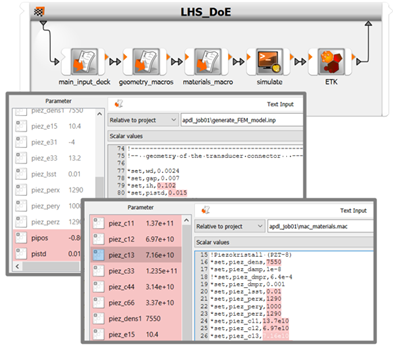 LHS_DoE
main_input_deck
geometry_macros
materials_macro
simulate
ETK
Parameter
Text Input
piez_dens1 7550
Relative to project
apdl_job01\generate_FEM_model.inp
piez_e15 10.4
Scalar values
piez_e31 -4
74 !---
piez_e33 13.2
75 !-- geometry of the transducer connector
76 !---
piez_lsst 0.01
77 *set,wd,0.0024
piez_perx 1290
78 *set,gap,0.007
piez_pery 1000
79 *set,ih,0.102
80 *set,pistd,0.015
pipos -0.8
pistd 0.01
Parameter
Text Input
piez_c11 1.37e+11
Relative to project
apdl_job01\mac_materials.mac
piez_c12 6.97e+10
Scalar values
piez_c13 7.16e+10
15 !Piezokristall (PZT-8)
piez_c33 1.235e+11
16 *set,piez_dens,7550
17 *set,piez_damp,1e-8
18 !*set,piez_dmpr,6.4e-4
piez_c44 3.14e+10
19 *set,piez_dmpr,0.001
20 *set,piez_lsst,0.01
piez_c66 3.37e+10
21 *set,piez_perx,1290
22 *set,piez_pery,1000
piez_dens1 7550
23 *set,piez_perz,1290
24 *set,piez_c11,13.7e10
piez_e15 10.4
25 *set,piez_c12,6.97e10
26 *set,piez_c13,